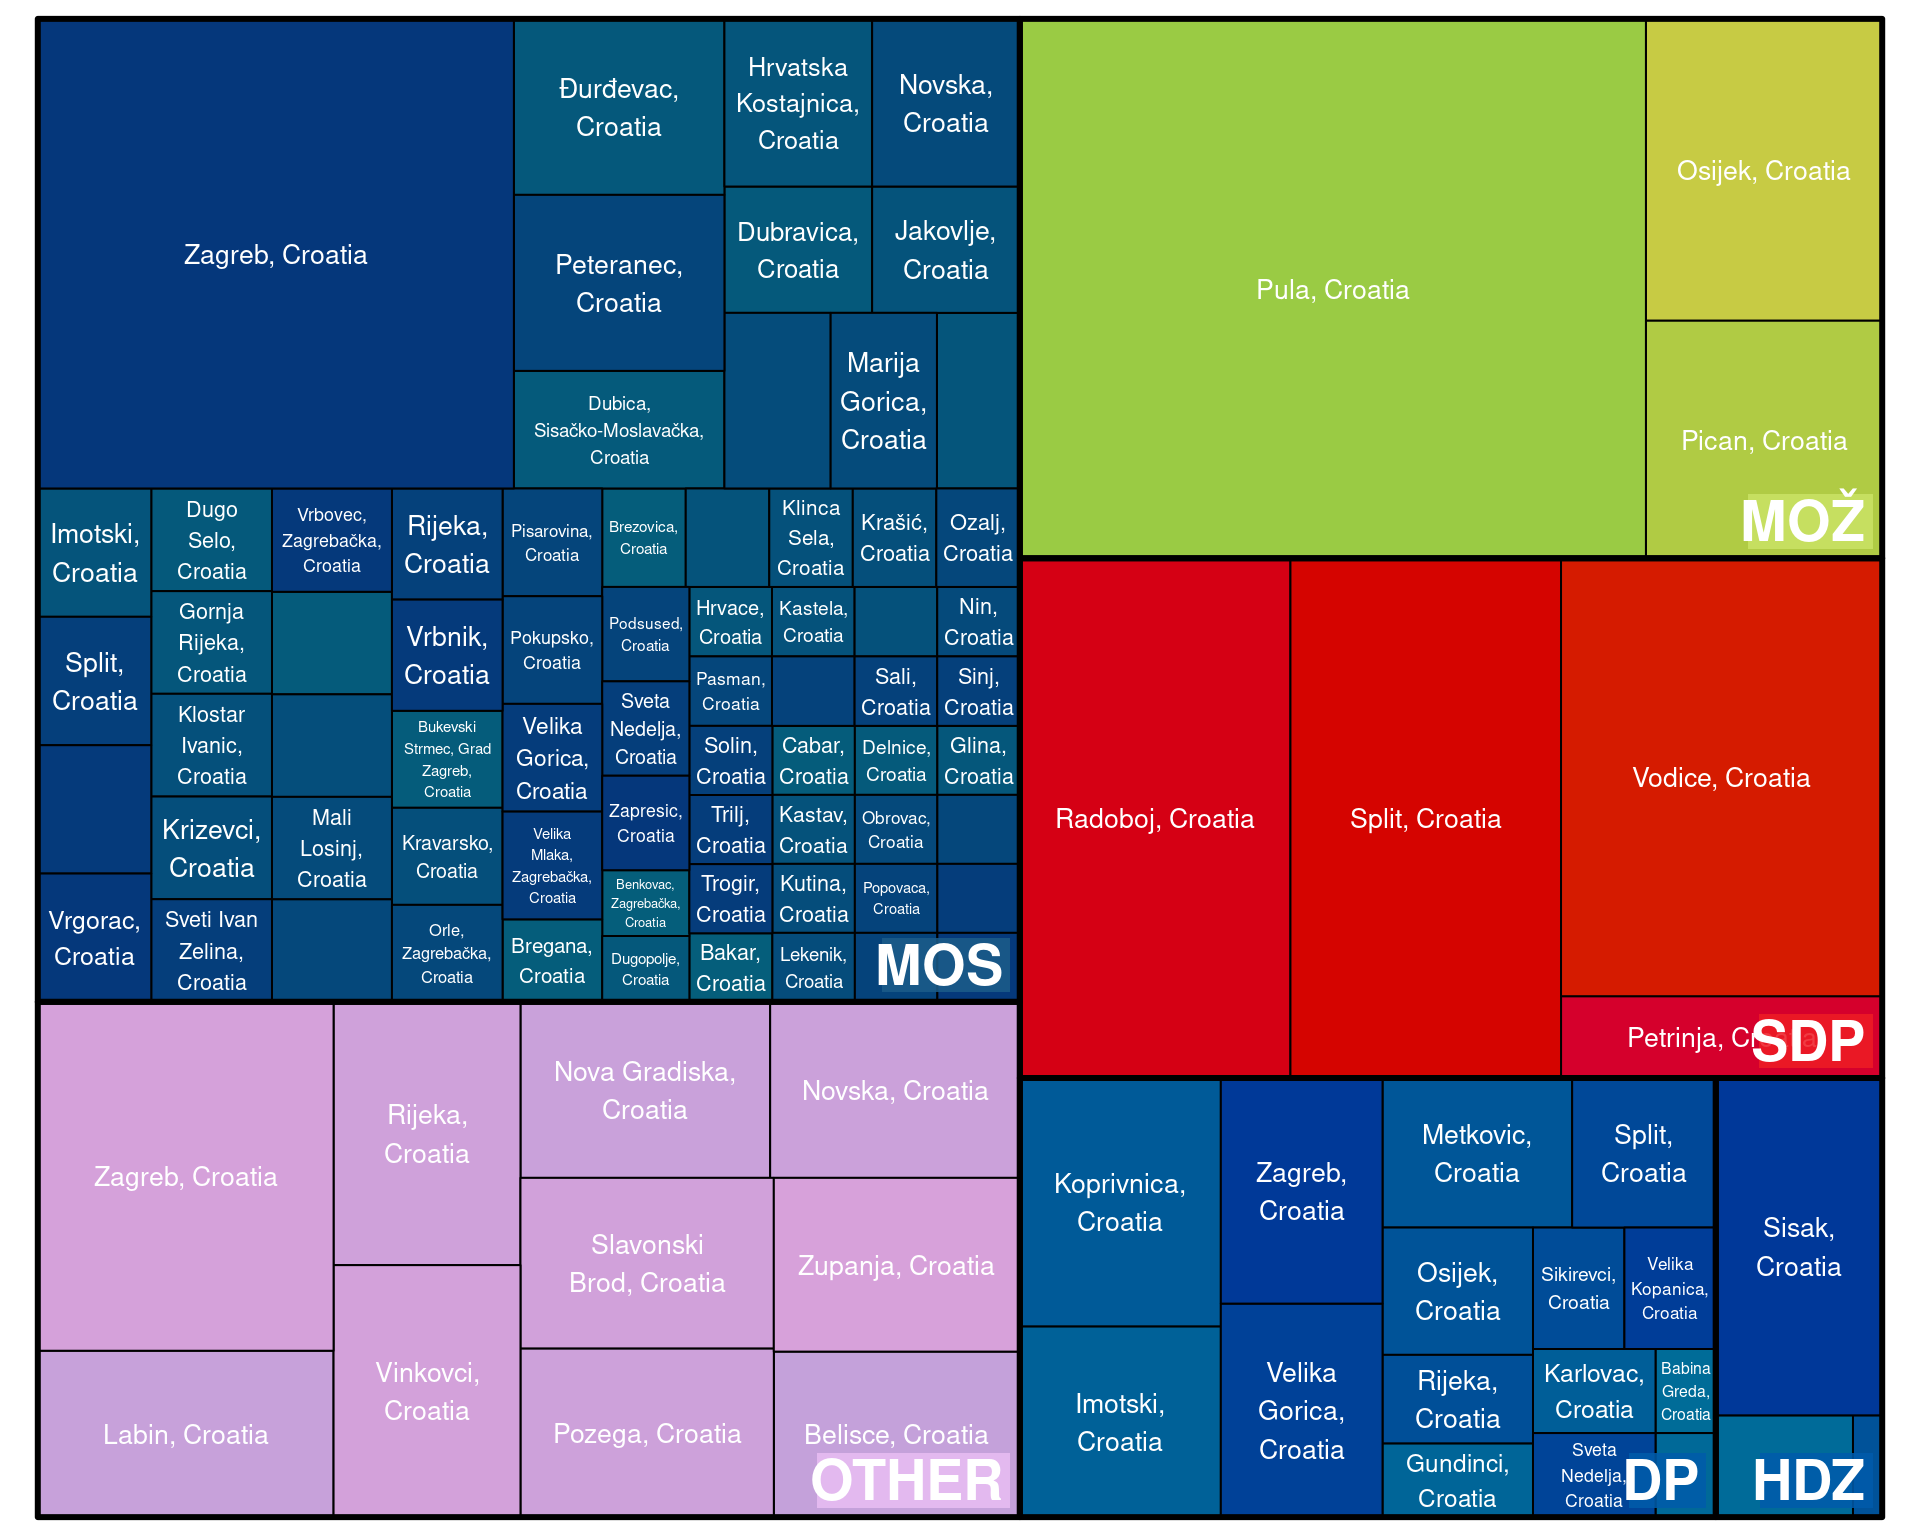 Zagreb, Croatia
Đurđevac,
Croatia
Peteranec,
Croatia
Dubica,
Sisačko-Moslavačka,
Croatia
Hrvatska
Kostajnica,
Croatia
Novska,
Croatia
Dubravica,
Croatia
Jakovlje,
Croatia
Marija
Gorica,
Croatia
Imotski,
Croatia
Split,
Croatia
Vrgorac,
Croatia
Dugo
Selo,
Croatia
Gornja
Rijeka,
Croatia
Klostar
Ivanic,
Croatia
Krizevci,
Croatia
Sveti Ivan
Zelina,
Croatia
Vrbovec,
Zagrebačka,
Croatia
Mali
Losinj,
Croatia
Rijeka,
Croatia
Vrbnik,
Croatia
Bukevski
Strmec, Grad
Zagreb,
Croatia
Kravarsko,
Croatia
Orle,
Zagrebačka,
Croatia
Pisarovina,
Croatia
Pokupsko,
Croatia
Velika
Gorica,
Croatia
Velika
Mlaka,
Zagrebačka,
Croatia
Bregana,
Croatia
Brezovica,
Croatia
Klinca
Sela,
Croatia
Krašić,
Croatia
Ozalj,
Croatia
Podsused,
Croatia
Sveta
Nedelja,
Croatia
Zapresic,
Croatia
Benkovac,
Zagrebačka,
Croatia
Dugopolje,
Croatia
Hrvace,
Croatia
Kastela,
Croatia
Nin,
Croatia
Pasman,
Croatia
Sali,
Croatia
Sinj,
Croatia
Solin,
Croatia
Cabar,
Croatia
Delnice,
Croatia
Glina,
Croatia
Trilj,
Croatia
Kastav,
Croatia
Obrovac,
Croatia
Trogir,
Croatia
Kutina,
Croatia
Popovaca,
Croatia
Bakar,
Croatia
Lekenik,
Croatia
MOS
Pula, Croatia
Osijek, Croatia
Pican, Croatia
MOŽ
Radoboj, Croatia
Split, Croatia
Vodice, Croatia
Petrinja, Croatia
SDP
Zagreb, Croatia
Labin, Croatia
Rijeka,
Croatia
Vinkovci,
Croatia
Nova Gradiska,
Croatia
Novska, Croatia
Slavonski
Brod, Croatia
Zupanja, Croatia
Pozega, Croatia
Belisce, Croatia
OTHER
Koprivnica,
Croatia
Imotski,
Croatia
Zagreb,
Croatia
Velika
Gorica,
Croatia
Metkovic,
Croatia
Split,
Croatia
Osijek,
Croatia
Sikirevci,
Croatia
Velika
Kopanica,
Croatia
Rijeka,
Croatia
Karlovac,
Croatia
Babina
Greda,
Croatia
Gundinci,
Croatia
Sveta
Nedelja,
Croatia
DP
Sisak,
Croatia
HDZ